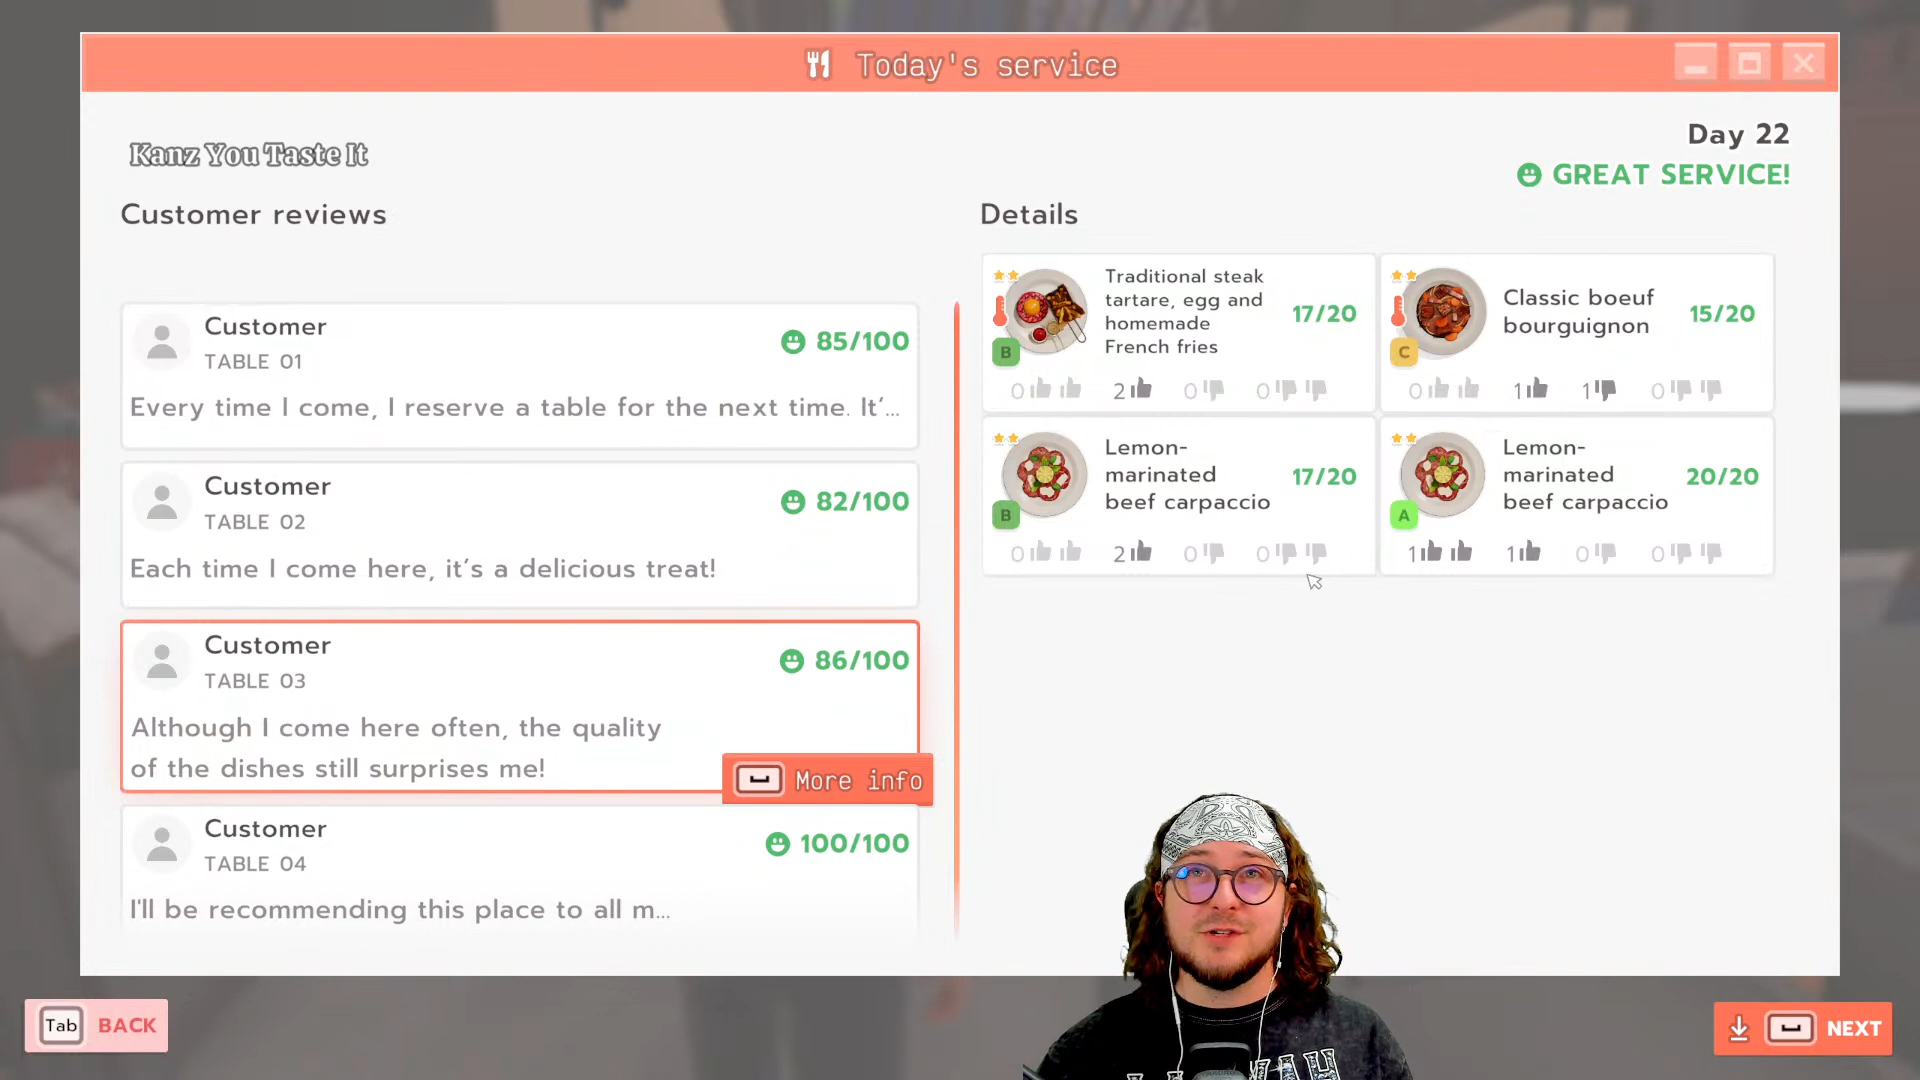 Today's service
Kanz You Taste It
Day 22
GREAT SERVICE!
Customer reviews
Customer
TABLE 01
85/100
Every time I come, I reserve a table for the next time. It’...
Customer
TABLE 02
82/100
Each time I come here, it’s a delicious treat!
Customer
TABLE 03
86/100
Although I come here often, the quality
of the dishes still surprises me!
More info
Customer
TABLE 04
100/100
I'll be recommending this place to all m...
Details
Traditional steak
tartare, egg and
homemade
French fries
17/20
B
0 2 0 0
Classic boeuf
bourguignon
15/20
C
0 1 1 0
Lemon-
marinated
beef carpaccio
17/20
B
0 2 0 0
Lemon-
marinated
beef carpaccio
20/20
A
1 1 0 0
Tab BACK
NEXT